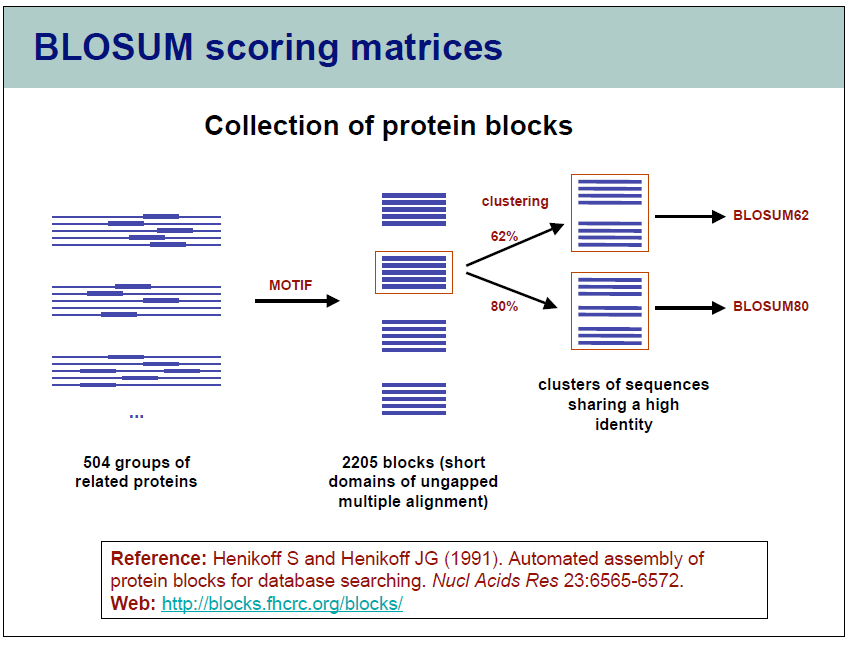 BLOSUM scoring matrices
Collection of protein blocks
clustering
62%
BLOSUM62
MOTIF
80%
BLOSUM80
clusters of sequences
sharing a high
identity
...
504 groups of
related proteins
2205 blocks (short
domains of ungapped
multiple alignment)
Reference: Henikoff S and Henikoff JG (1991). Automated assembly of
protein blocks for database searching. Nucl Acids Res 23:6565-6572.
Web: http://blocks.fhcrc.org/blocks/